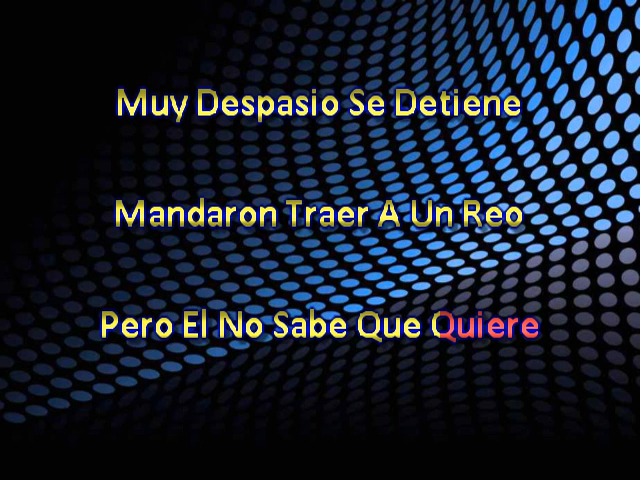 Muy Despasio Se Detiene
Mandaron Traer A Un Reo
Pero El No Sabe Que Quiere